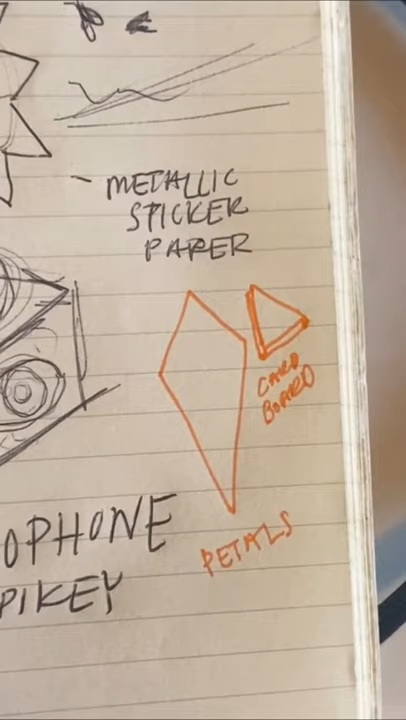 - METALLIC
STICKER
PAPER
CARD
BOARD
OPHONE
PIKEY
PETALS